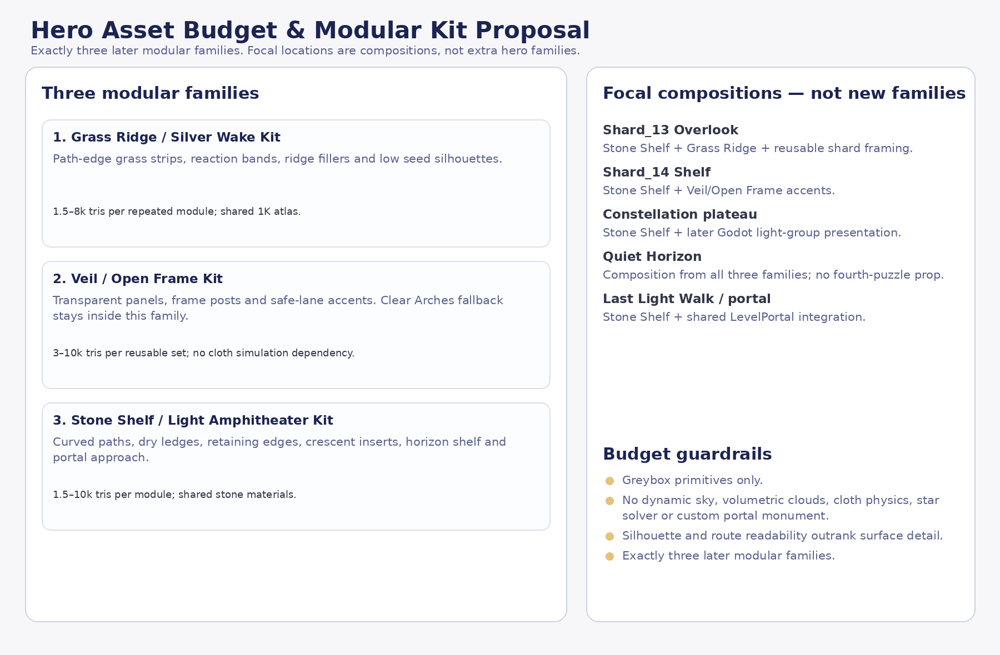 Hero Asset Budget & Modular Kit Proposal
Exactly three later modular families. Focal locations are compositions, not extra hero families.
Three modular families
1. Grass Ridge / Silver Wake Kit
Path-edge grass strips, reaction bands, ridge fillers and low seed silhouettes.
1.5–8k tris per repeated module; shared 1K atlas.
2. Veil / Open Frame Kit
Transparent panels, frame posts and safe-lane accents. Clear Arches fallback
stays inside this family.
3–10k tris per reusable set; no cloth simulation dependency.
3. Stone Shelf / Light Amphitheater Kit
Curved paths, dry ledges, retaining edges, crescent inserts, horizon shelf and
portal approach.
1.5–10k tris per module; shared stone materials.
Focal compositions — not new families
Shard_13 Overlook
Stone Shelf + Grass Ridge + reusable shard framing.
Shard_14 Shelf
Stone Shelf + Veil/Open Frame accents.
Constellation plateau
Stone Shelf + later Godot light-group presentation.
Quiet Horizon
Composition from all three families; no fourth-puzzle prop.
Last Light Walk / portal
Stone Shelf + shared LevelPortal integration.
Budget guardrails
Greybox primitives only.
No dynamic sky, volumetric clouds, cloth physics, star
solver or custom portal monument.
Silhouette and route readability outrank surface detail.
Exactly three later modular families.